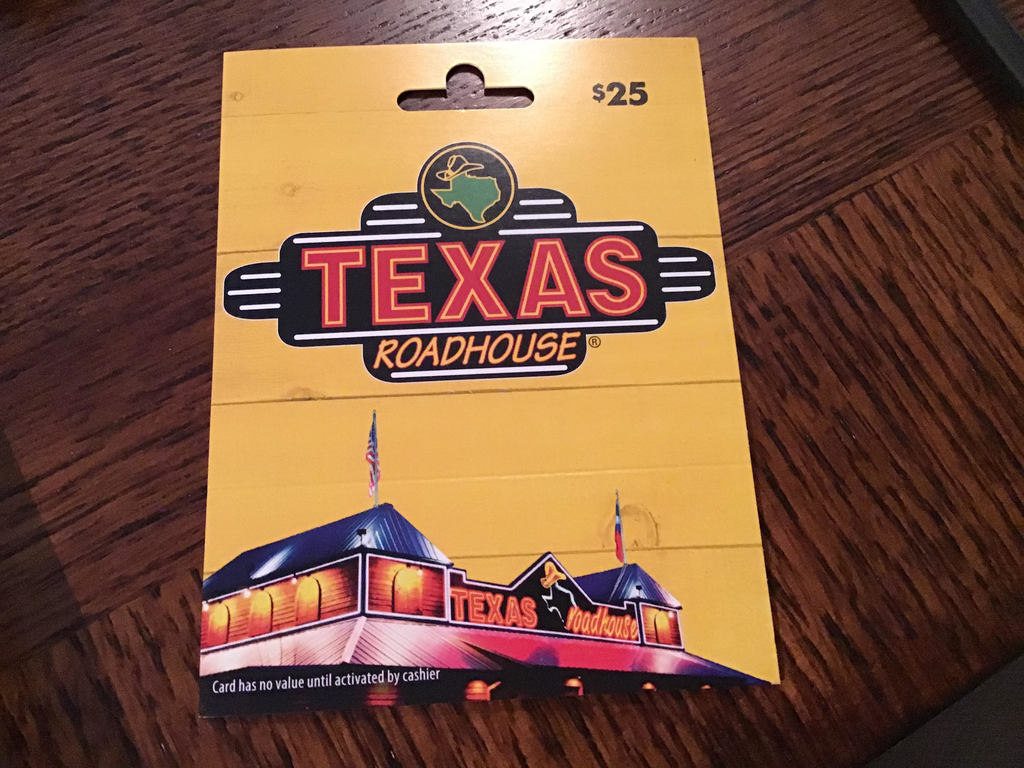 $25
TEXAS
ROADHOUSE®
TEXAS roadhouse
Card has no value until activated by cashier